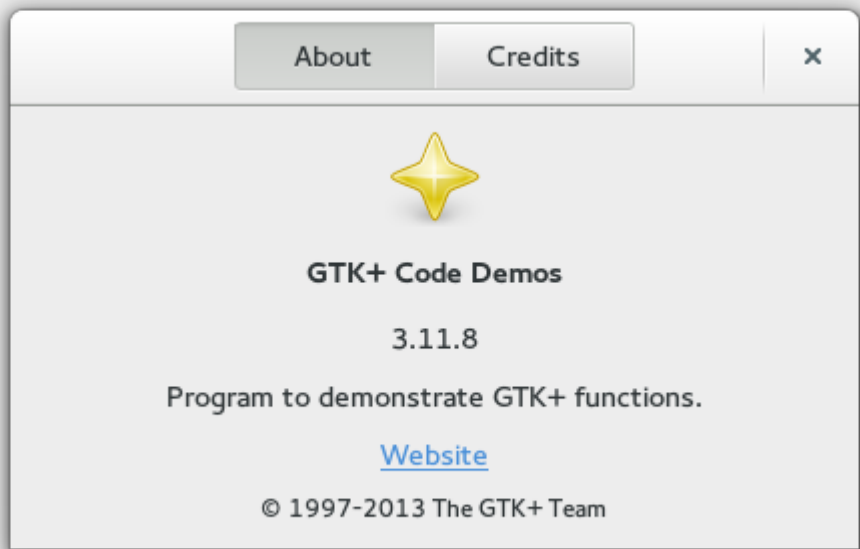 About Credits ×
GTK+ Code Demos
3.11.8
Program to demonstrate GTK+ functions.
Website
© 1997-2013 The GTK+ Team